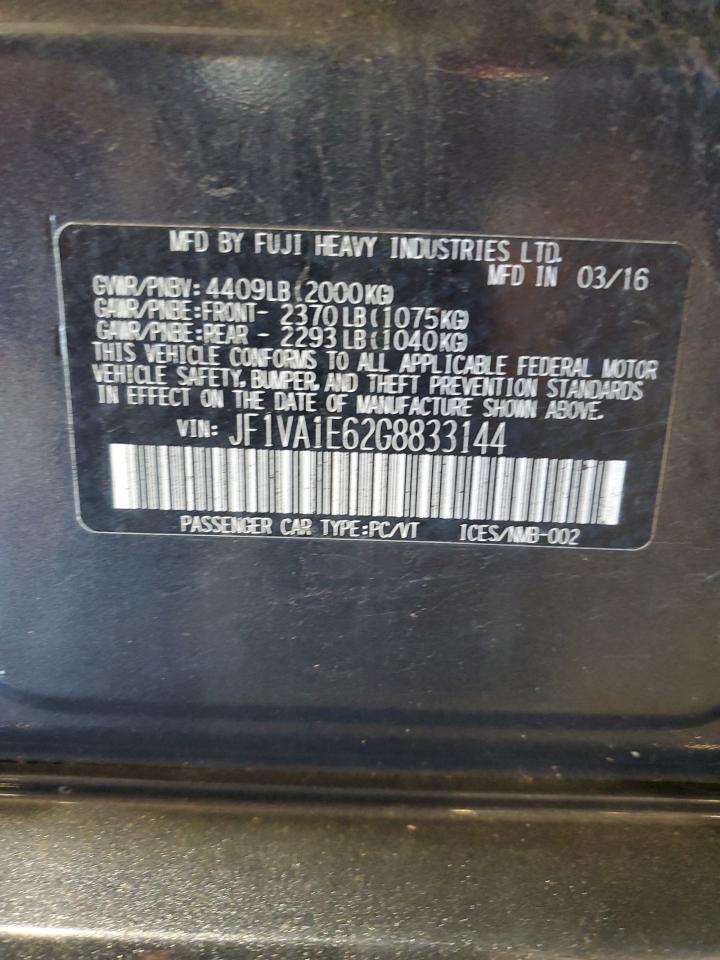 MFD BY FUJI HEAVY INDUSTRIES LTD.
MFD IN 03/16
GVWR/PNBV: 4409LB(2000KG)
GAWR/PNBE:FRONT- 2370LB(1075KG)
GAWR/PNBE:REAR - 2293LB(1040KG)
THIS VEHICLE CONFORMS TO ALL APPLICABLE FEDERAL MOTOR
VEHICLE SAFETY, BUMPER, AND THEFT PREVENTION STANDARDS
IN EFFECT ON THE DATE OF MANUFACTURE SHOWN ABOVE.
VIN: JF1VA1E62G8833144
PASSENGER CAR TYPE:PC/VT ICES/NMB-002